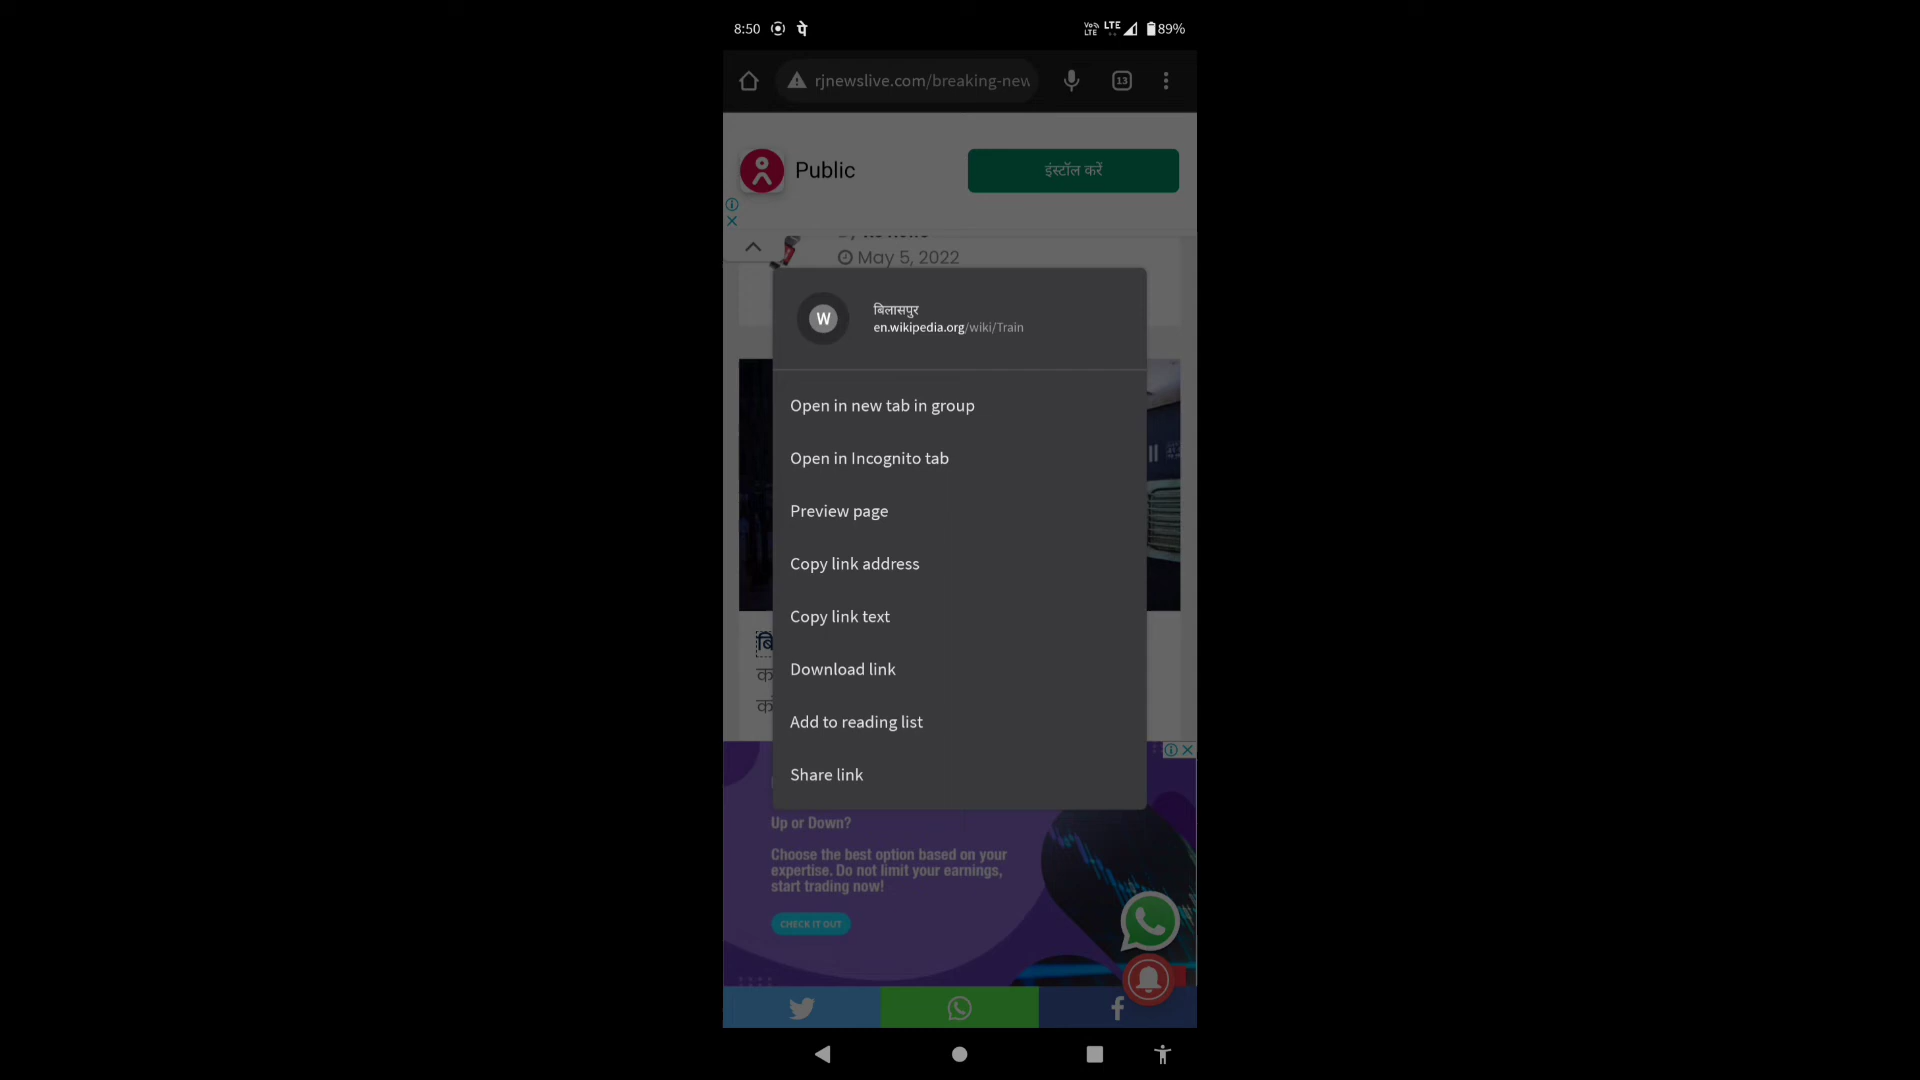 8:50 पे Vo LTE LTE 89%
rjnewslive.com/breaking-new 13
Public
इंस्टॉल करें
May 5, 2022
W
बिलासपुर
en.wikipedia.org/wiki/Train
Open in new tab in group
Open in Incognito tab
Preview page
Copy link address
Copy link text
Download link
Add to reading list
Share link
Up or Down?
Choose the best option based on your
expertise. Do not limit your earnings,
start trading now!
CHECK IT OUT